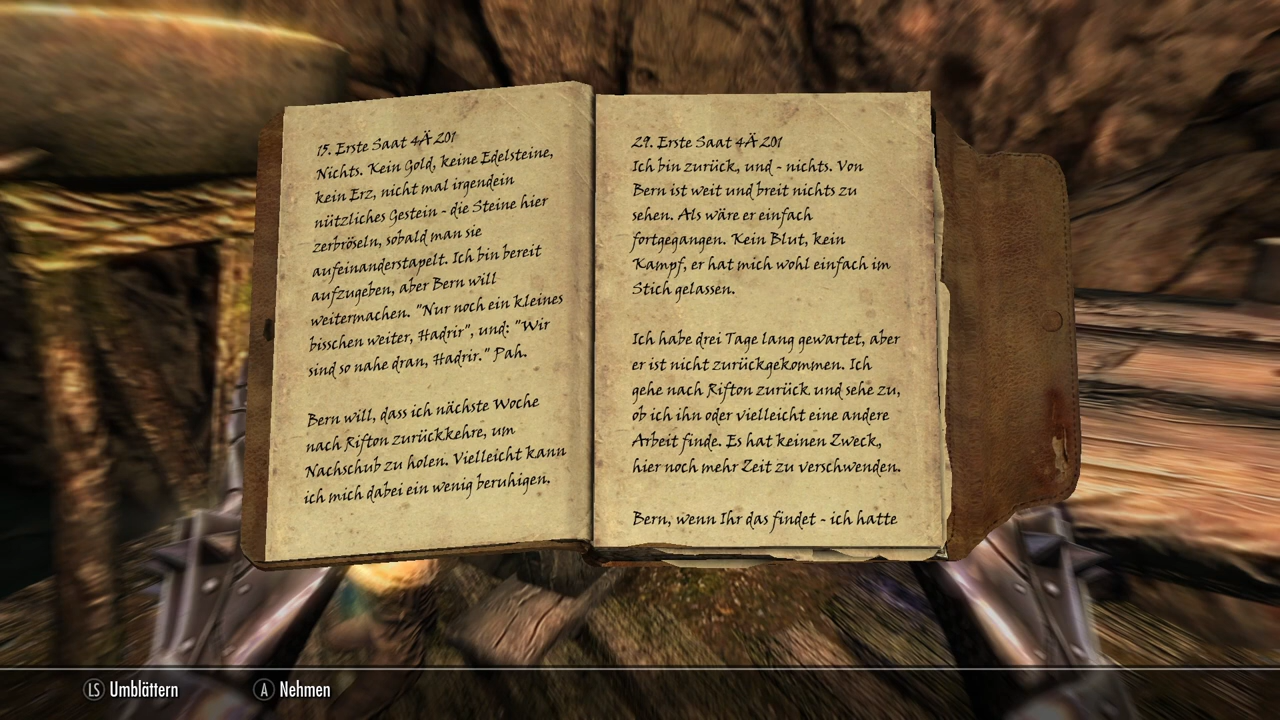 15. Erste Saat 4Ä 201
Nichts. Kein Gold, keine Edelsteine,
kein Erz, nicht mal irgendein
nützliches Gestein - die Steine hier
zerbröseln, sobald man sie
aufeinanderstapelt. Ich bin bereit
aufzugeben, aber Bern will
weitermachen. "Nur noch ein kleines
bisschen weiter, Hadrir", und: "Wir
sind so nahe dran, Hadrir." Pah.
Bern will, dass ich nächste Woche
nach Rifton zurückkehre, um
Nachschub zu holen. Vielleicht kann
ich mich dabei ein wenig beruhigen.
29. Erste Saat 4Ä 201
Ich bin zurück, und - nichts. Von
Bern ist weit und breit nichts zu
sehen. Als wäre er einfach
fortgegangen. Kein Blut, kein
Kampf, er hat mich wohl einfach im
Stich gelassen.
Ich habe drei Tage lang gewartet, aber
er ist nicht zurückgekommen. Ich
gehe nach Rifton zurück und sehe zu,
ob ich ihn oder vielleicht eine andere
Arbeit finde. Es hat keinen Zweck,
hier noch mehr Zeit zu verschwenden.
Bern, wenn Ihr das findet - ich hatte
LS Umblättern
A Nehmen